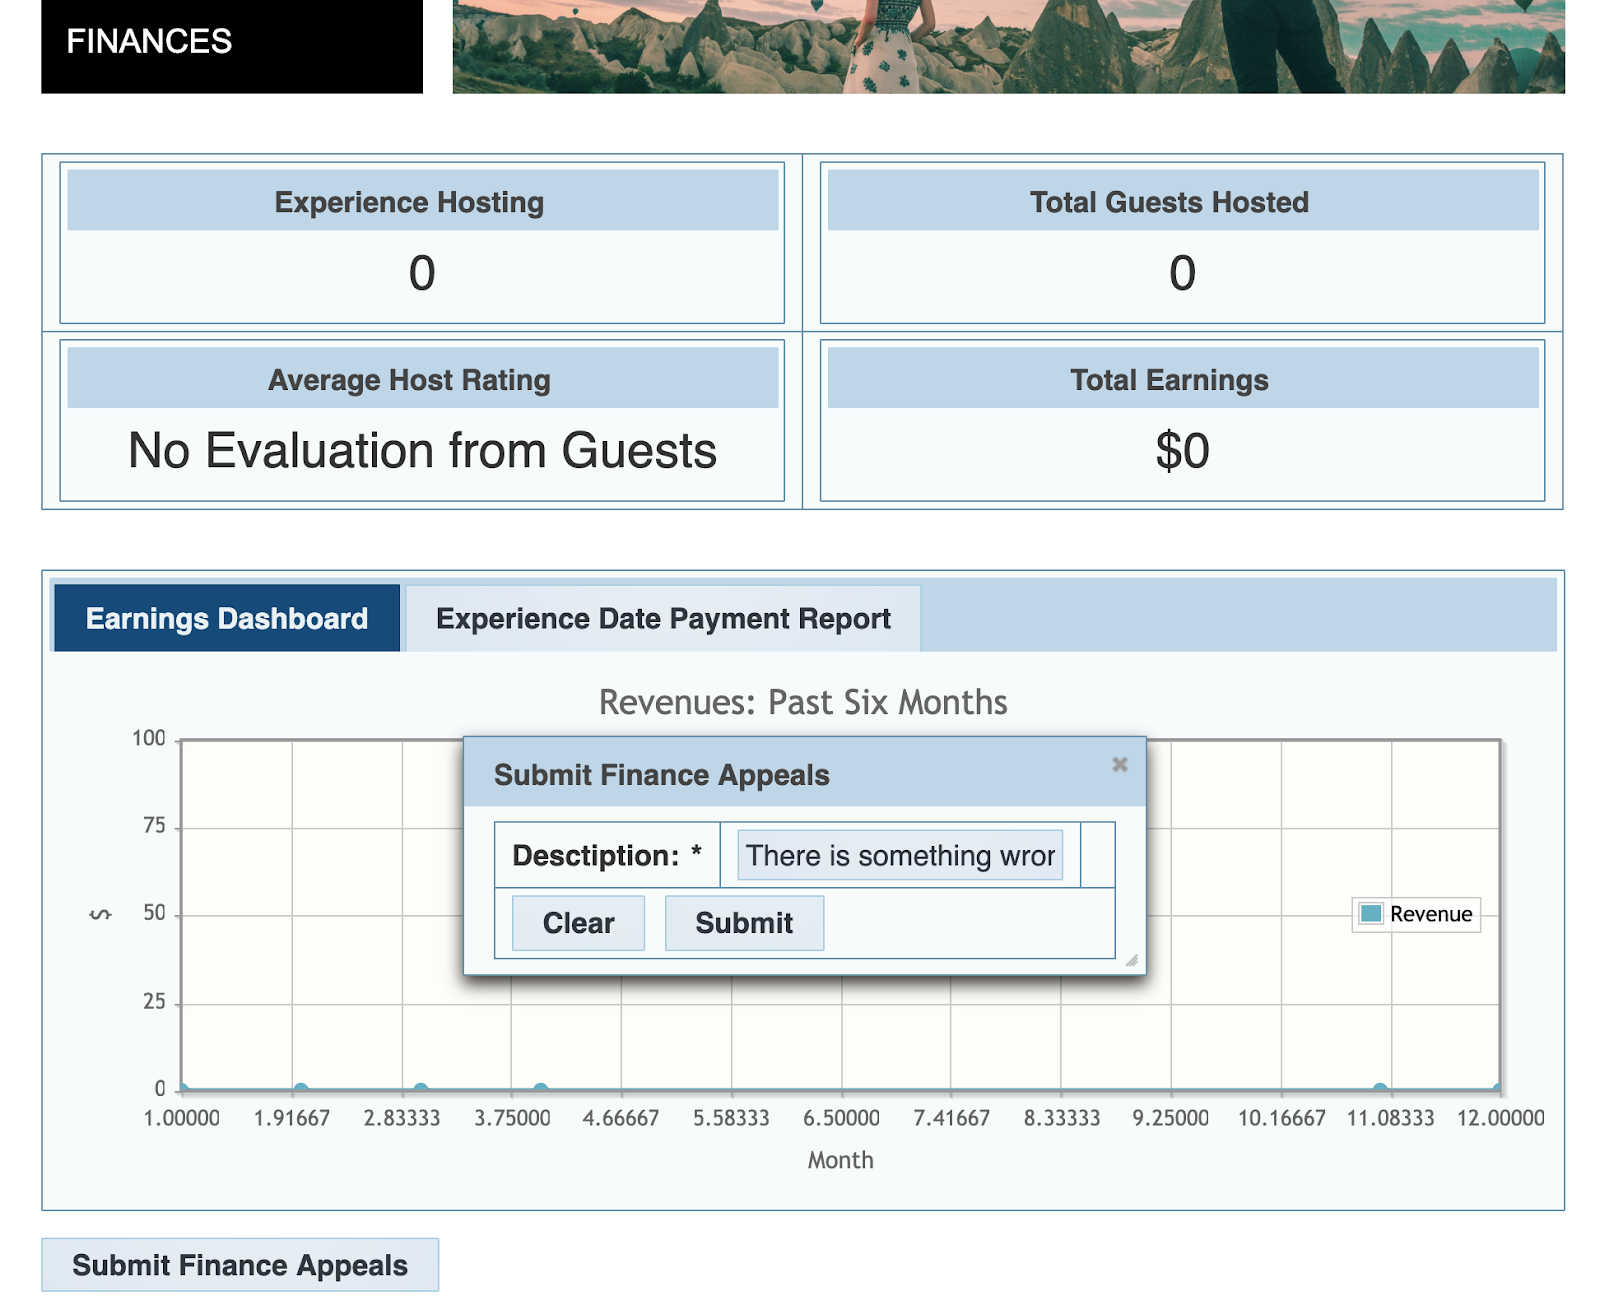 FINANCES
Experience Hosting
0
Total Guests Hosted
0
Average Host Rating
No Evaluation from Guests
Total Earnings
$0
Earnings Dashboard
Experience Date Payment Report
Revenues: Past Six Months
100
75
50
25
0
$
Submit Finance Appeals
Desctiption: *
There is something wror
Clear
Submit
Revenue
1.00000 1.91667 2.83333 3.75000 4.66667 5.58333 6.50000 7.41667 8.33333 9.25000 10.16667 11.08333 12.00000
Month
Submit Finance Appeals